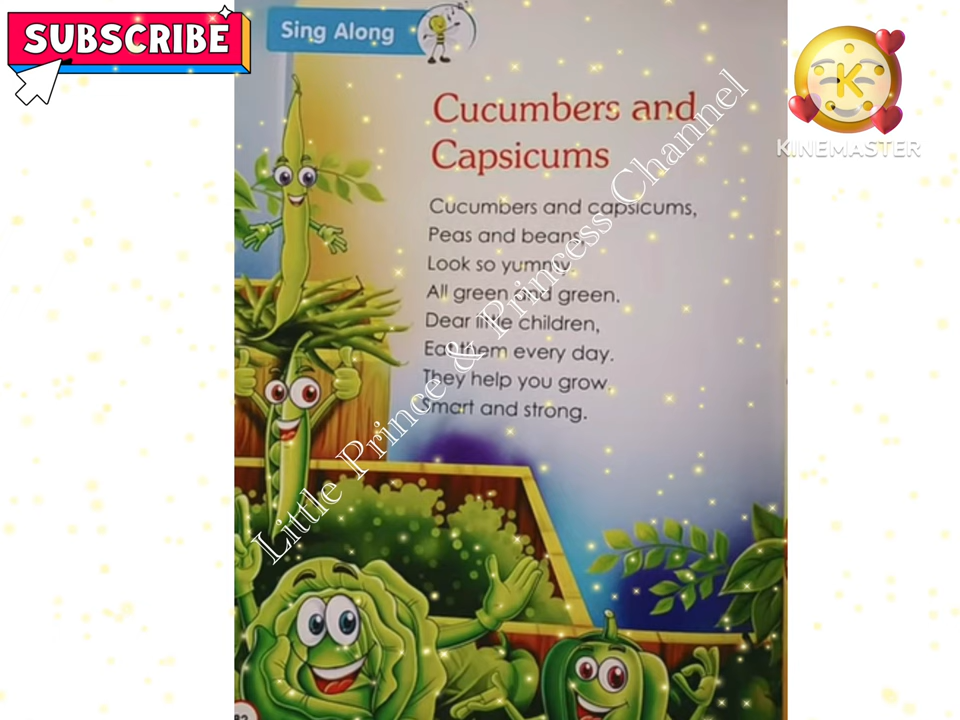 SUBSCRIBE
Sing Along
K
KINEMASTER
Cucumbers and
Capsicums
Cucumbers and capsicums,
Peas and beans,
Look so yummy
All green and green.
Dear little children,
Eat them every day.
They help you grow
Smart and strong.
Little Prince & Princess Channel